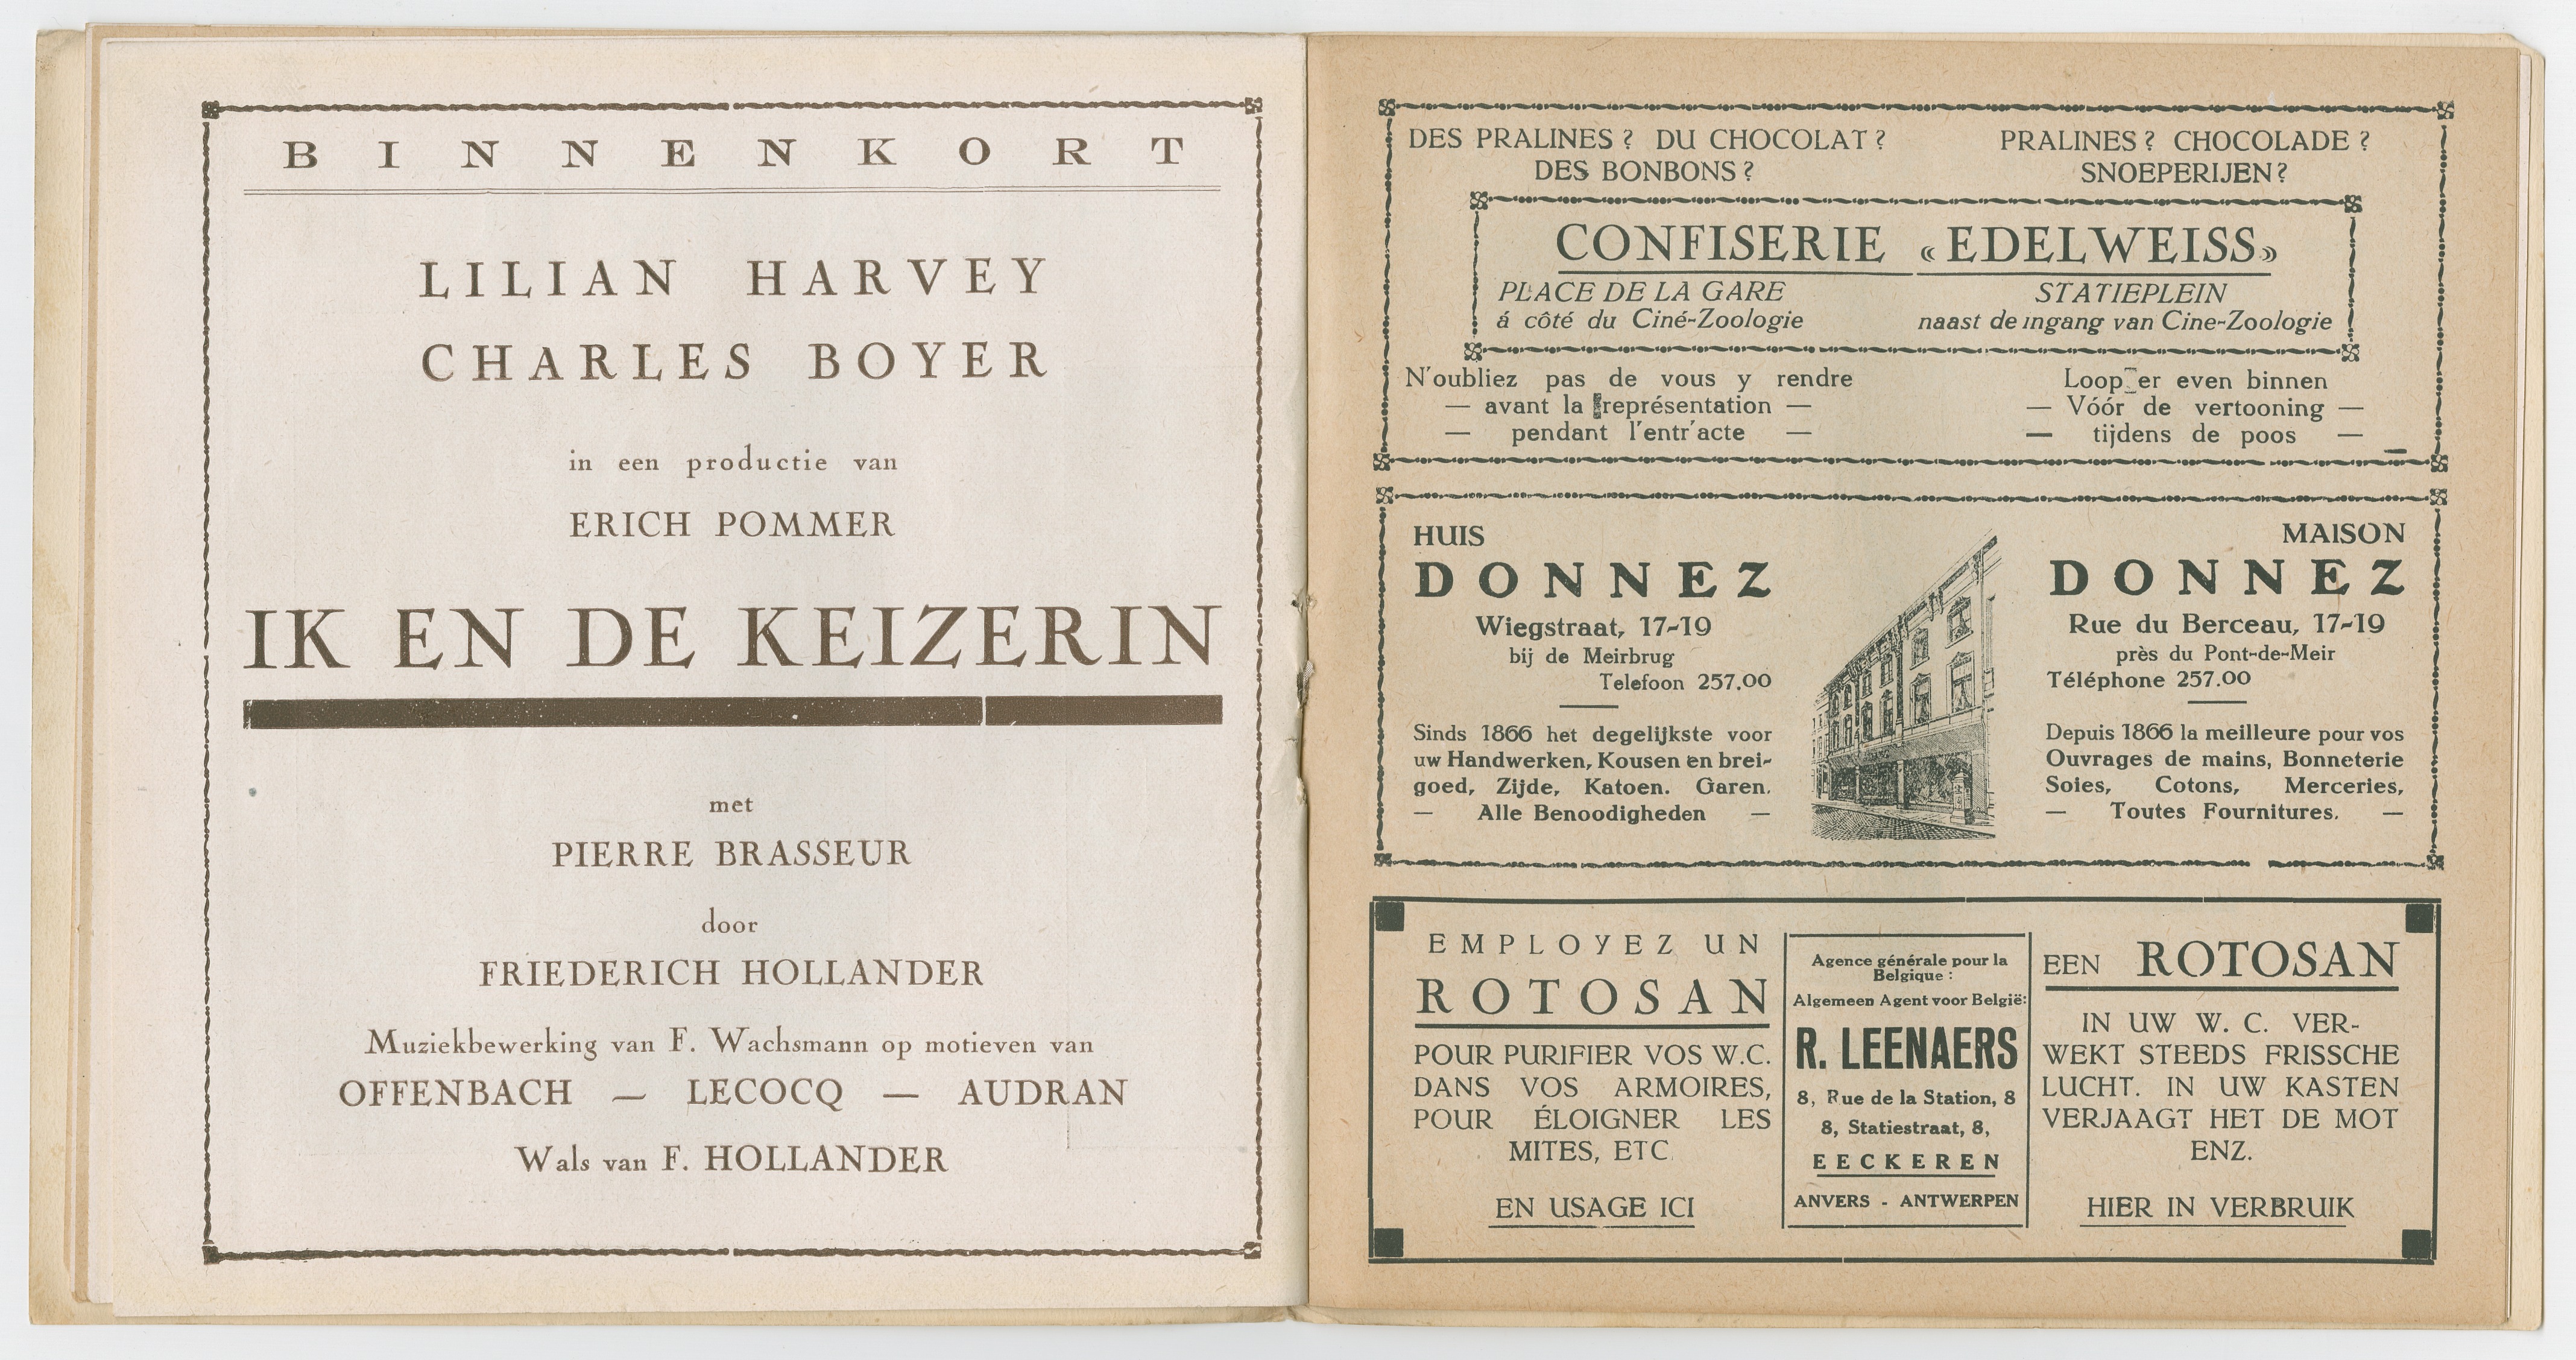 BINNENKORT
LILIAN HARVEY
CHARLES BOYER
in een productie van
ERICH POMMER
IK EN DE KEIZERIN
met
PIERRE BRASSEUR
door
FRIEDERICH HOLLANDER
Muziekbewerking van F. Wachsmann op motieven van
OFFENBACH — LECOCQ — AUDRAN
Wals van F. HOLLANDER
DES PRALINES? DU CHOCOLAT?
DES BONBONS?
PRALINES? CHOCOLADE?
SNOEPERIJEN?
CONFISERIE «EDELWEISS»
PLACE DE LA GARE
á côté du Ciné-Zoologie
STATIEPLEIN
naast de ingang van Cine-Zoologie
N'oubliez pas de vous y rendre
— avant la représentation —
— pendant l'entr'acte —
Loop er even binnen
— Vóór de vertooning —
— tijdens de poos —
HUIS
DONNEZ
Wiegstraat, 17-19
bij de Meirbrug
Telefoon 257.00
Sinds 1866 het degelijkste voor
uw Handwerken, Kousen en brei-
goed, Zijde, Katoen. Garen.
— Alle Benoodigheden —
MAISON
DONNEZ
Rue du Berceau, 17-19
près du Pont-de-Meir
Téléphone 257.00
Depuis 1866 la meilleure pour vos
Ouvrages de mains, Bonneterie
Soies, Cotons, Merceries,
— Toutes Fournitures. —
EMPLOYEZ UN
ROTOSAN
POUR PURIFIER VOS W.C.
DANS VOS ARMOIRES,
POUR ÉLOIGNER LES
MITES, ETC.
EN USAGE ICI
Agence générale pour la
Belgique :
Algemeen Agent voor België:
R. LEENAERS
8, Rue de la Station, 8
8, Statiestraat, 8,
EECKEREN
ANVERS - ANTWERPEN
EEN ROTOSAN
IN UW W. C. VER-
WEKT STEEDS FRISSCHE
LUCHT. IN UW KASTEN
VERJAAGT HET DE MOT
ENZ.
HIER IN VERBRUIK